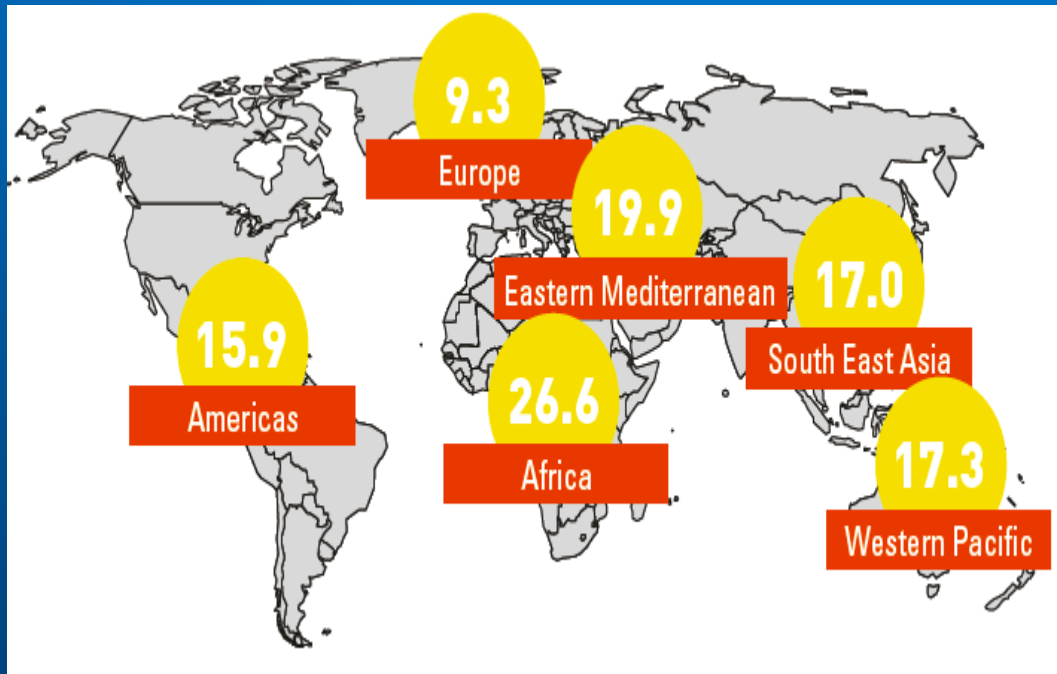 9.3
Europe
19.9
Eastern Mediterranean
17.0
South East Asia
15.9
Americas
26.6
Africa
17.3
Western Pacific